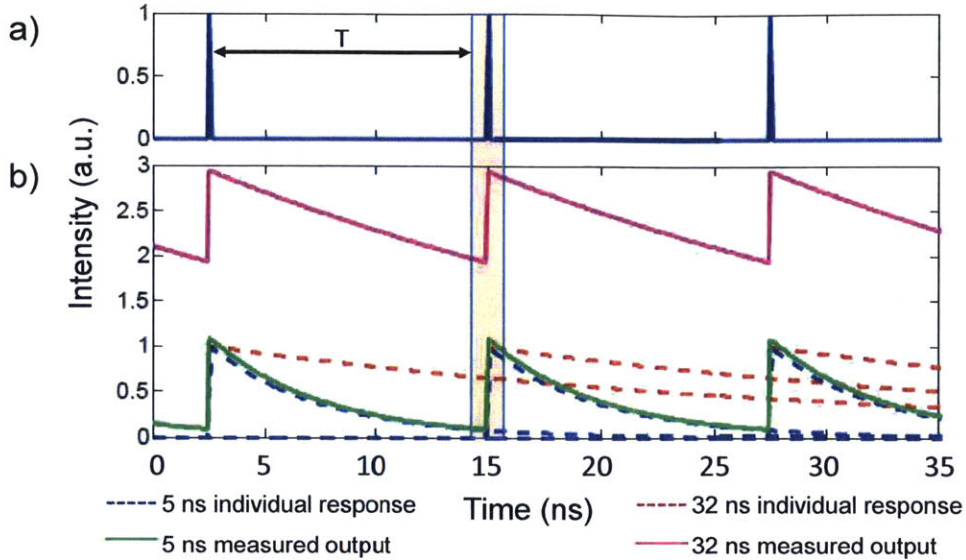 a)
T
1
0.5
0
b)
3
2.5
2
1.5
1
0.5
0
Intensity (a.u.)
0 5 10 15 20 25 30 35
Time (ns)
5 ns individual response
32 ns individual response
5 ns measured output
32 ns measured output